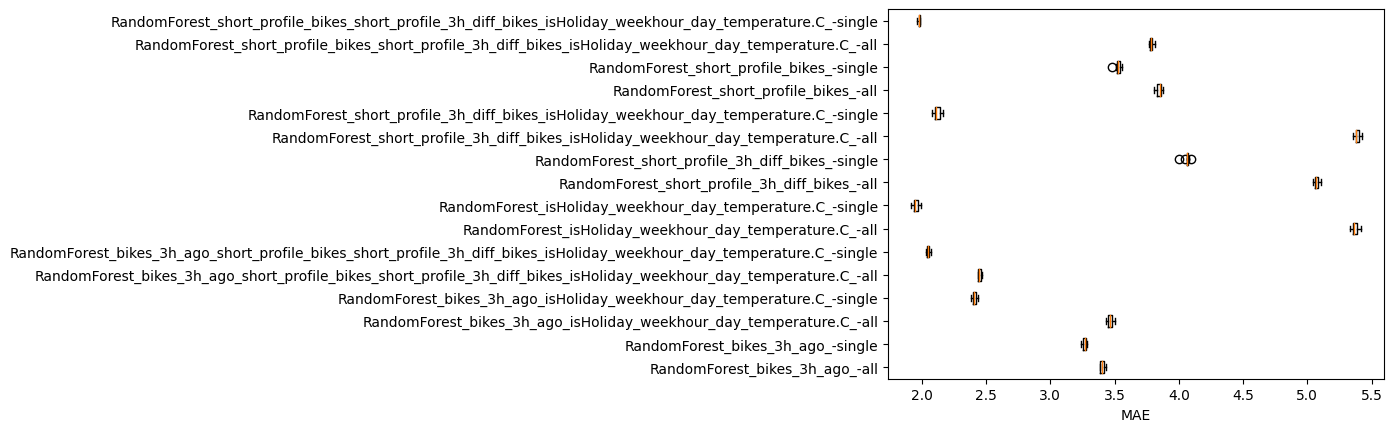 RandomForest_short_profile_bikes_short_profile_3h_diff_bikes_isHoliday_weekhour_day_temperature.C_-single
RandomForest_short_profile_bikes_short_profile_3h_diff_bikes_isHoliday_weekhour_day_temperature.C_-all
RandomForest_short_profile_bikes_-single
RandomForest_short_profile_bikes_-all
RandomForest_short_profile_3h_diff_bikes_isHoliday_weekhour_day_temperature.C_-single
RandomForest_short_profile_3h_diff_bikes_isHoliday_weekhour_day_temperature.C_-all
RandomForest_short_profile_3h_diff_bikes_-single
RandomForest_short_profile_3h_diff_bikes_-all
RandomForest_isHoliday_weekhour_day_temperature.C_-single
RandomForest_isHoliday_weekhour_day_temperature.C_-all
RandomForest_bikes_3h_ago_short_profile_bikes_short_profile_3h_diff_bikes_isHoliday_weekhour_day_temperature.C_-single
RandomForest_bikes_3h_ago_short_profile_bikes_short_profile_3h_diff_bikes_isHoliday_weekhour_day_temperature.C_-all
RandomForest_bikes_3h_ago_isHoliday_weekhour_day_temperature.C_-single
RandomForest_bikes_3h_ago_isHoliday_weekhour_day_temperature.C_-all
RandomForest_bikes_3h_ago_-single
RandomForest_bikes_3h_ago_-all
2.0 2.5 3.0 3.5 4.0 4.5 5.0 5.5
MAE